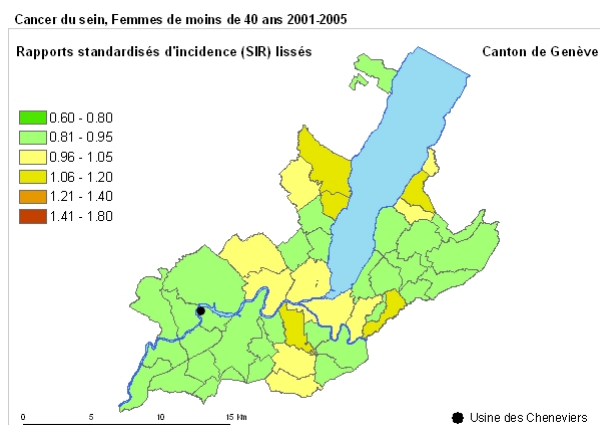 Cancer du sein, Femmes de moins de 40 ans 2001-2005
Rapports standardisés d'incidence (SIR) lissés
Canton de Genève
0.60 - 0.80
0.81 - 0.95
0.96 - 1.05
1.06 - 1.20
1.21 - 1.40
1.41 - 1.80
0 5 10 15 Km
Usine des Cheneviers